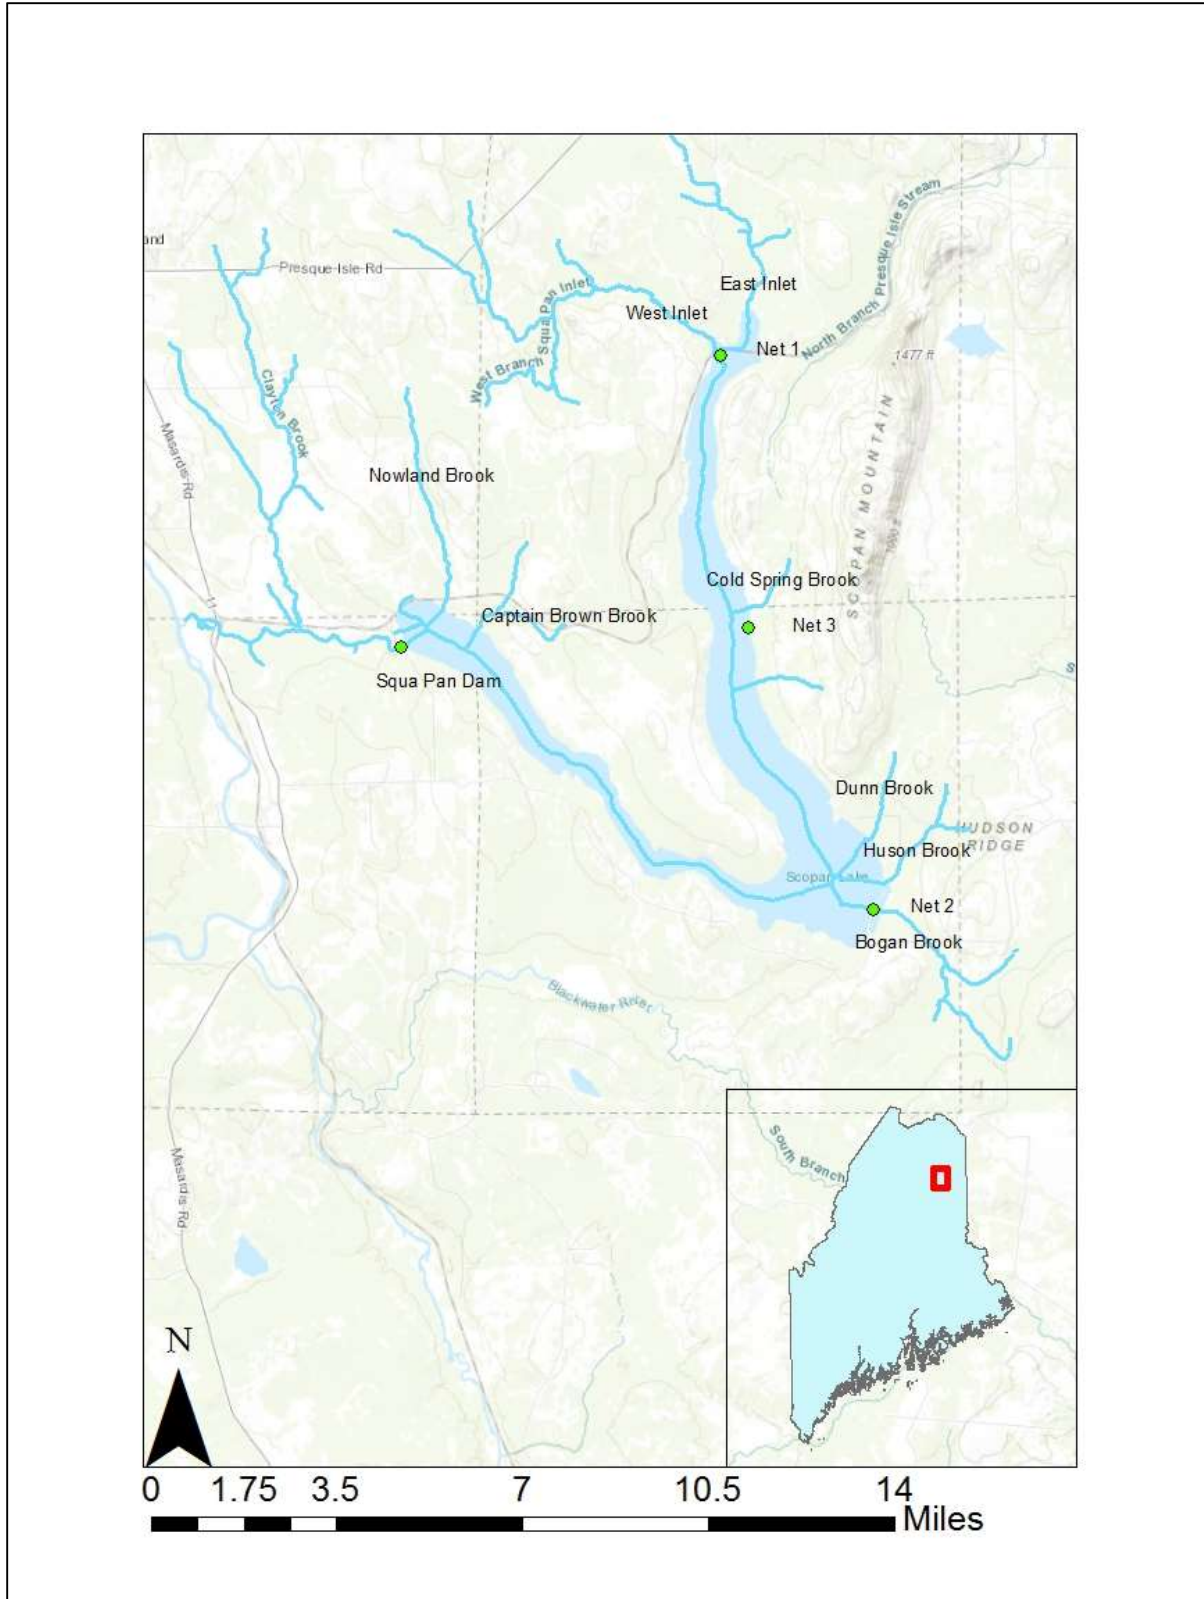 and
Presque Isle Rd
East Inlet
West Inlet
West Branch Squa Pan Inlet
North Branch Presque Isle Stream
Net 1
1477 ft
Clayton Brook
Masardis Rd
Nowland Brook
SCOPAN MOUNTAIN
Cold Spring Brook
11
Captain Brown Brook
Net 3
Squa Pan Dam
S
Dunn Brook
HUDSON
RIDGE
Huson Brook
Scopan Lake
Net 2
Bogan Brook
Blackwater River
South Branch
Masardis Rd
N
0 1.75 3.5 7 10.5 14
Miles